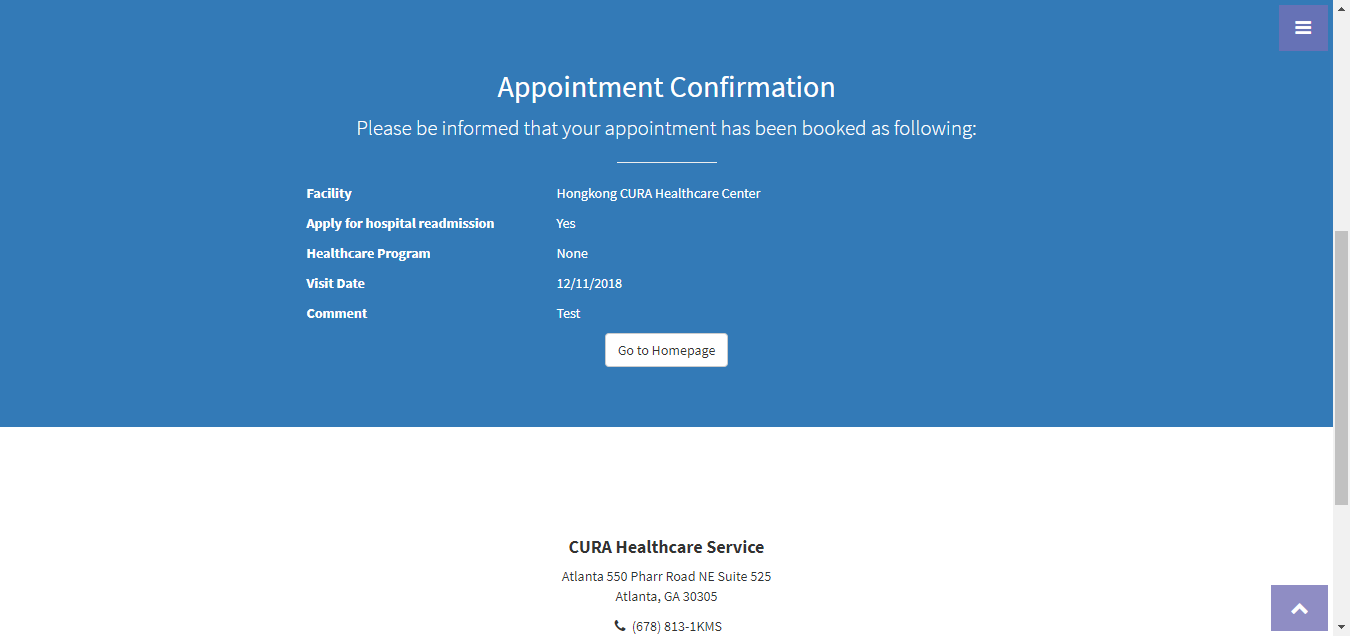 Appointment Confirmation
Please be informed that your appointment has been booked as following:
Facility Hongkong CURA Healthcare Center
Apply for hospital readmission Yes
Healthcare Program None
Visit Date 12/11/2018
Comment Test
Go to Homepage
CURA Healthcare Service
Atlanta 550 Pharr Road NE Suite 525
Atlanta, GA 30305
(678) 813-1KMS